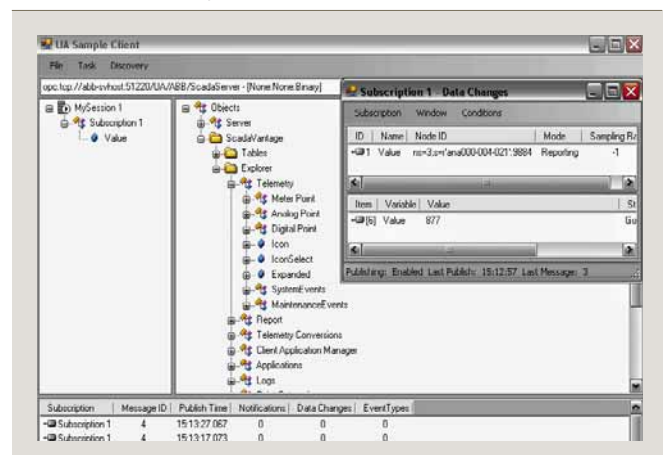 UA Sample Client
File Task Discovery
opc.tcp://abb-svhost:51220/UA/ABB/ScadaServer - [None:None:Binary]
MySession 1
Subscription 1
Value
Objects
Server
ScadaVantage
Tables
Explorer
Telemetry
Meter Point
Analog Point
Digital Point
Icon
IconSelect
Expanded
SystemEvents
MaintenanceEvents
Report
Telemetry Conversions
Client Application Manager
Applications
Logs
Subscription 1 - Data Changes
Subscription Window Conditions
ID Name Node ID Mode Sampling Ra
1 Value Reporting -1
Item Variable Value St
[6] Value 877 Go
Publishing: Enabled Last Publish: 15:12:57 Last Message: 3
Subscription Message ID Publish Time Notifications Data Changes EventTypes
Subscription 1 4 15:13:27.067 0 0 0
Subscription 1 4 15:13:17.073 0 0 0